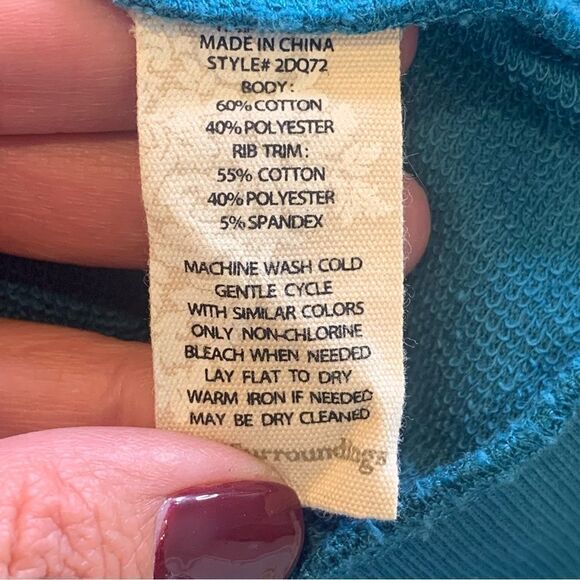 MADE IN CHINA
STYLE# 2DQ72
BODY:
60% COTTON
40% POLYESTER
RIB TRIM:
55% COTTON
40% POLYESTER
5% SPANDEX
MACHINE WASH COLD
GENTLE CYCLE
WITH SIMILAR COLORS
ONLY NON-CHLORINE
BLEACH WHEN NEEDED
LAY FLAT TO DRY
WARM IRON IF NEEDED
MAY BE DRY CLEANED
Surroundings